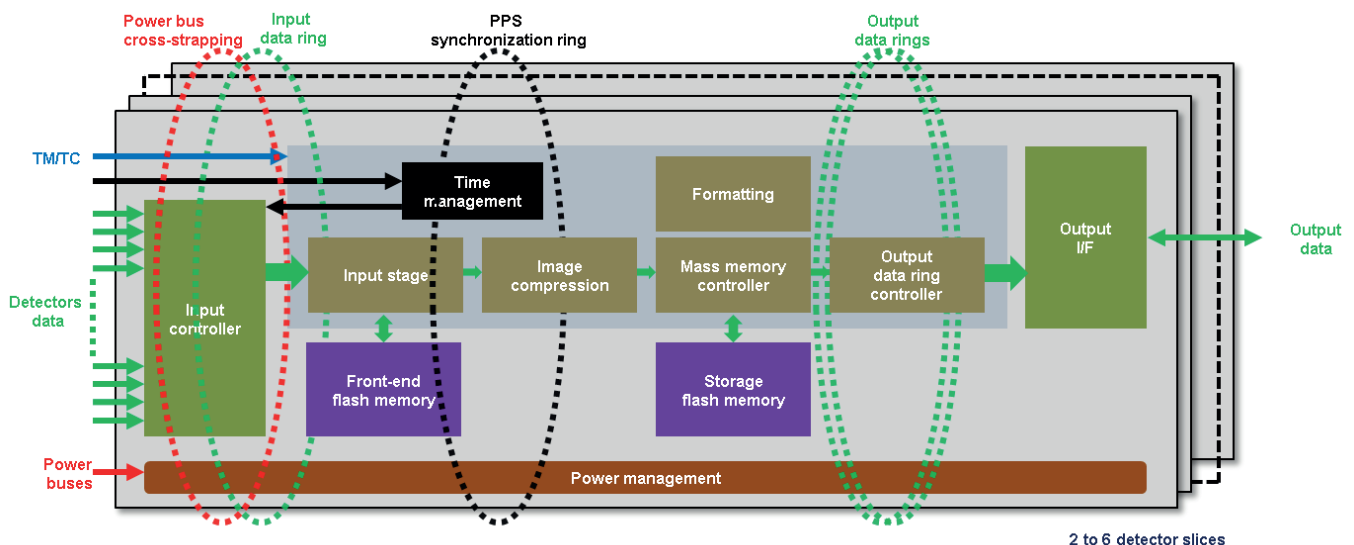 Power bus
cross-strapping
Input
data ring
PPS
synchronization ring
Output
data rings
TM/TC
Time
m.anagement
Formatting
Input stage
Image
compression
Mass memory
controller
Output
data ring
controller
Output
I/F
Output
data
Detectors
data
Input
controller
Front-end
flash memory
Storage
flash memory
Power
buses
Power management
2 to 6 detector slices